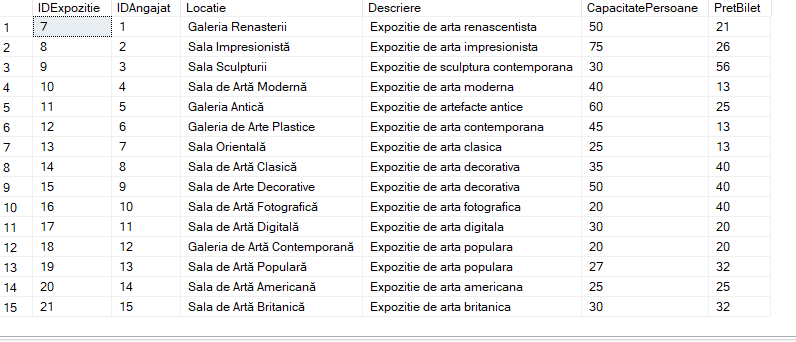 IDExpozitie IDAngajat Locatie Descriere CapacitatePersoane PretBilet
1 7 1 Galeria Renasterii Expozitie de arta renascentista 50 21
2 8 2 Sala Impresionistă Expozitie de arta impresionista 75 26
3 9 3 Sala Sculpturii Expozitie de sculptura contemporana 30 56
4 10 4 Sala de Artă Modernă Expozitie de arta moderna 40 13
5 11 5 Galeria Antică Expozitie de artefacte antice 60 25
6 12 6 Galeria de Arte Plastice Expozitie de arta contemporana 45 13
7 13 7 Sala Orientală Expozitie de arta clasica 25 13
8 14 8 Sala de Artă Clasică Expozitie de arta decorativa 35 40
9 15 9 Sala de Arte Decorative Expozitie de arta decorativa 50 40
10 16 10 Sala de Artă Fotografică Expozitie de arta fotografica 20 40
11 17 11 Sala de Artă Digitală Expozitie de arta digitala 30 20
12 18 12 Galeria de Artă Contemporană Expozitie de arta populara 20 20
13 19 13 Sala de Artă Populară Expozitie de arta populara 27 32
14 20 14 Sala de Artă Americană Expozitie de arta americana 25 25
15 21 15 Sala de Artă Britanică Expozitie de arta britanica 30 32